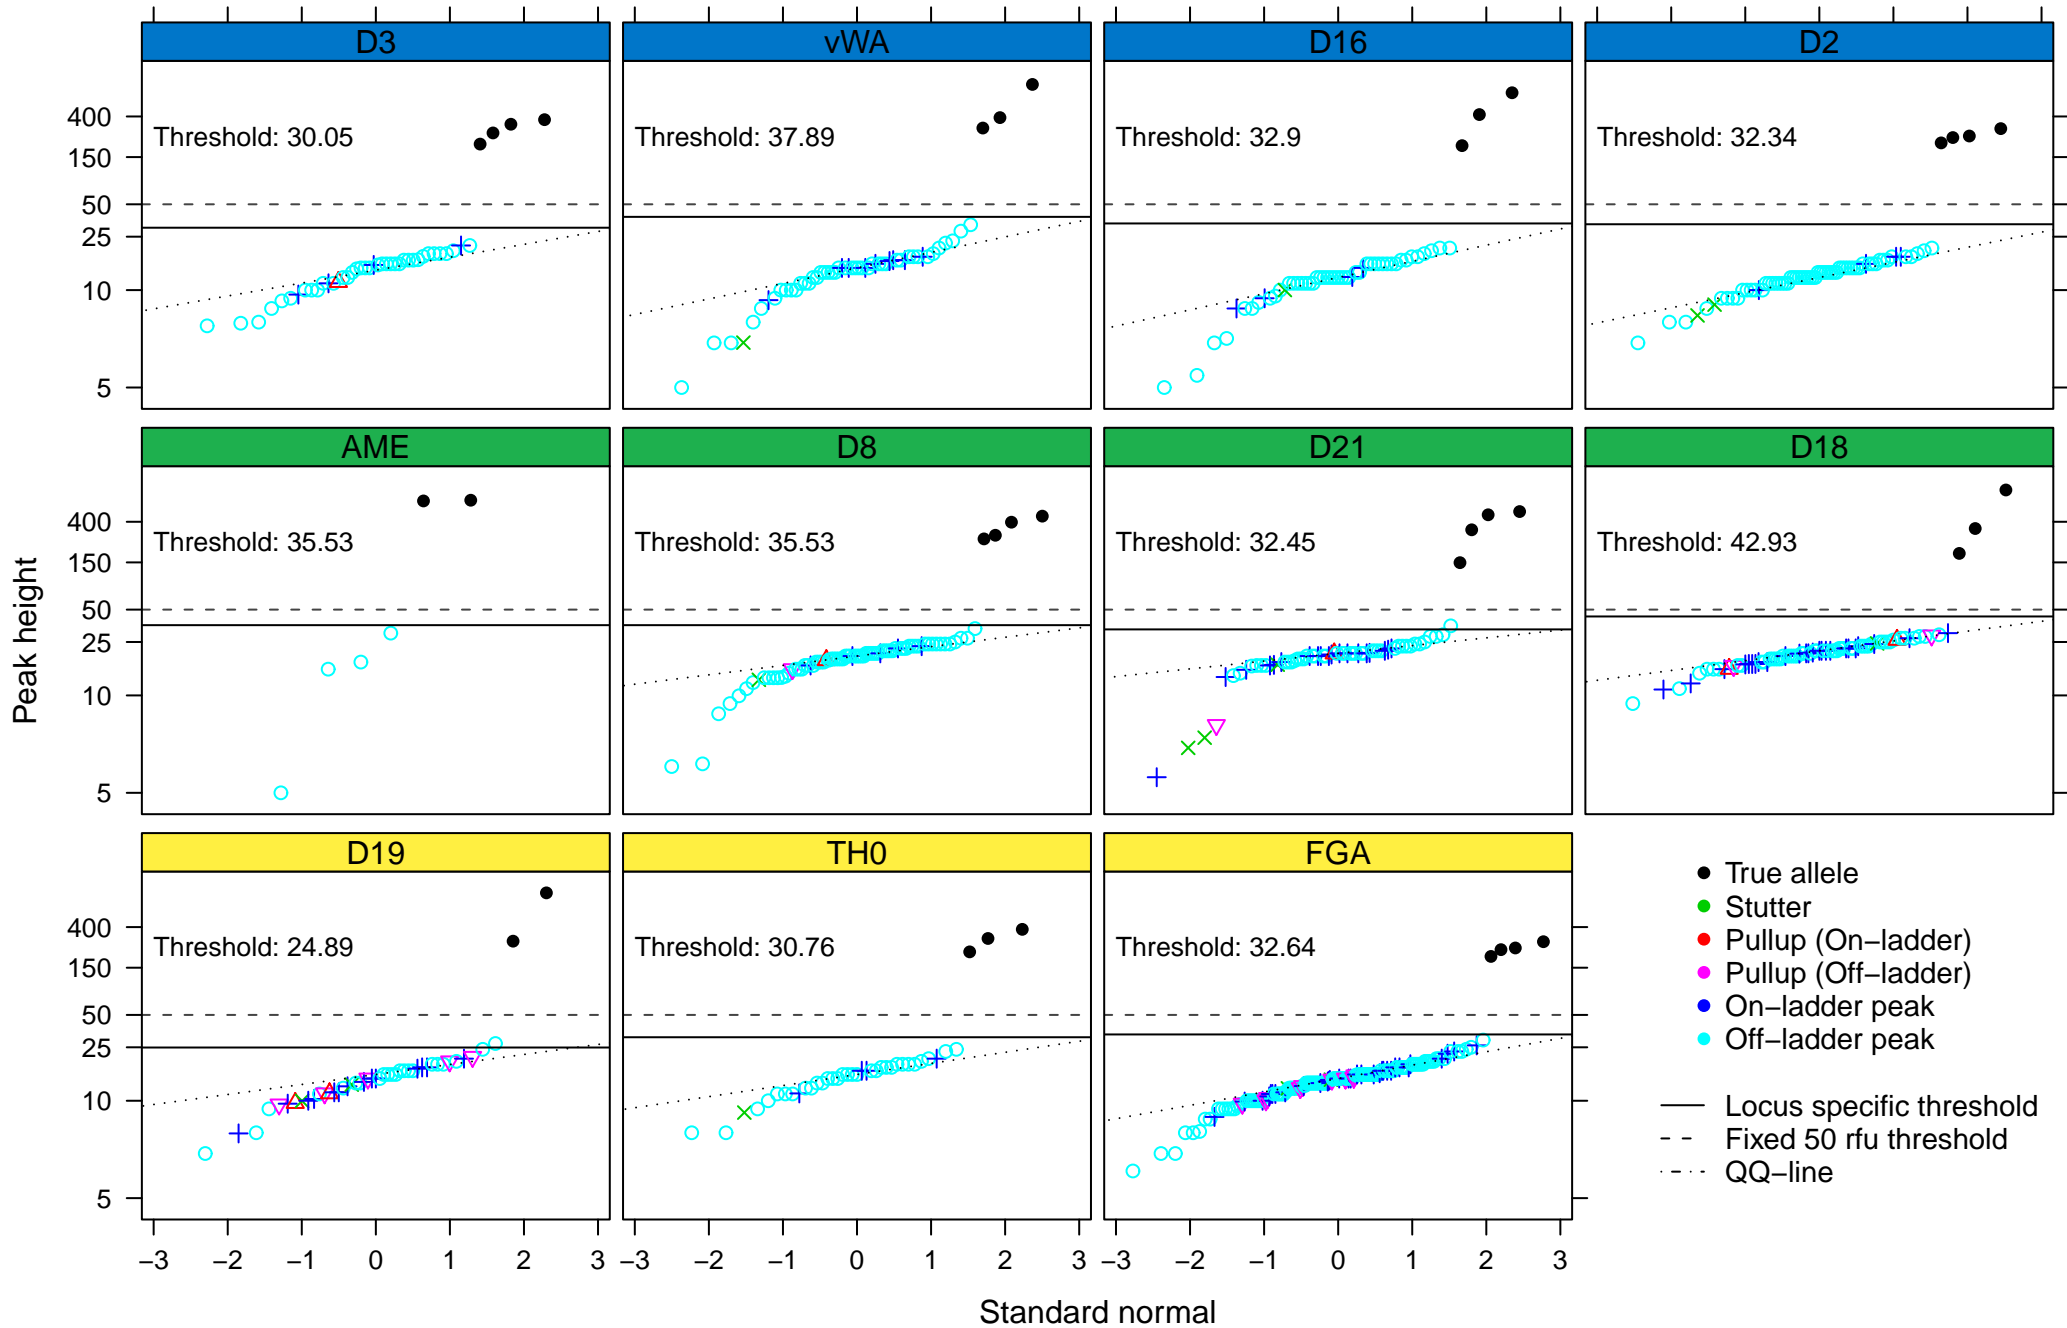 D3 vWA D16 D2
400 Threshold: 30.05 Threshold: 37.89 Threshold: 32.9 Threshold: 32.34
150
50
25
10
5
AME D8 D21 D18
400 Threshold: 35.53 Threshold: 35.53 Threshold: 32.45 Threshold: 42.93
150
50
25
10
5
Peak height
D19 TH0 FGA
400 Threshold: 24.89 Threshold: 30.76 Threshold: 32.64
150
50
25
10
5
True allele
Stutter
Pullup (On−ladder)
Pullup (Off−ladder)
On−ladder peak
Off−ladder peak
Locus specific threshold
Fixed 50 rfu threshold
QQ−line
−3 −2 −1 0 1 2 3 −3 −2 −1 0 1 2 3 −3 −2 −1 0 1 2 3
Standard normal